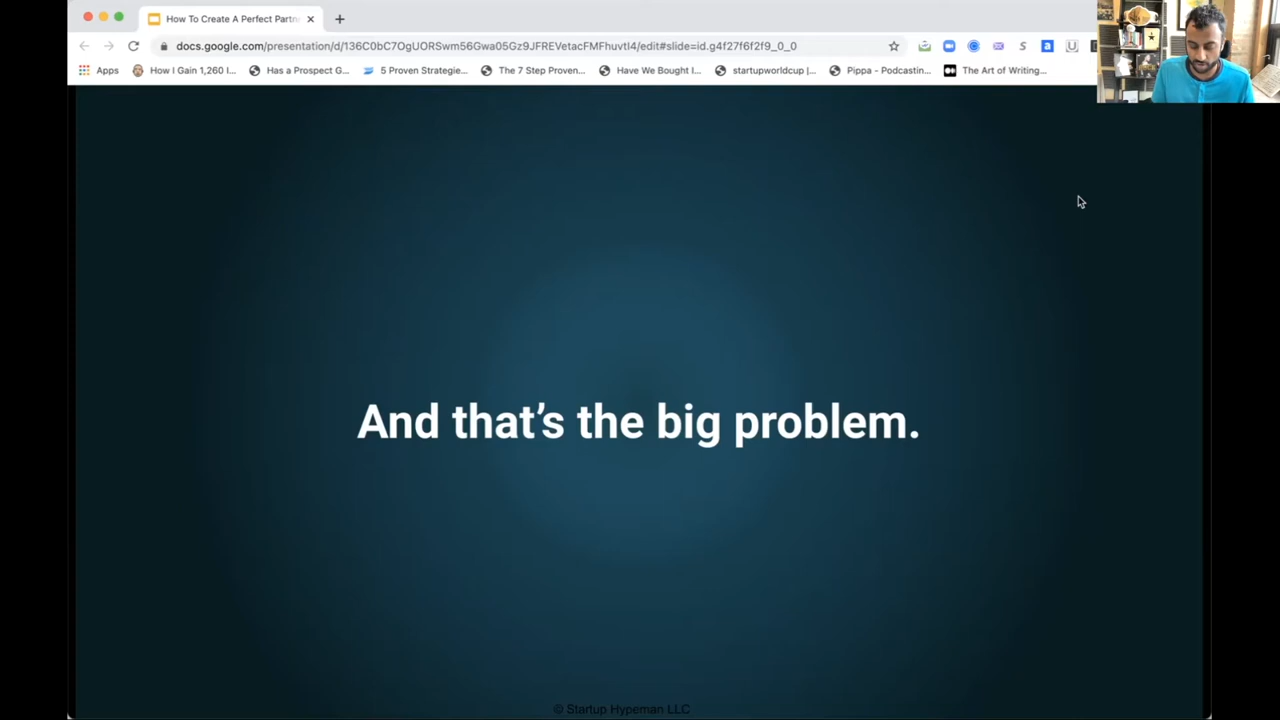 How To Create A Perfect Partn
docs.google.com/presentation/d/136C0bC7OgUORSwm56Gwa05Gz9JFREVetacFMFhuvtI4/edit#slide=id.g4f27f6f2f9_0_0
Apps How I Gain 1,260 I... Has a Prospect G... 5 Proven Strategie... The 7 Step Proven... Have We Bought I... startupworldcup |... Pippa - Podcastin... The Art of Writing...
And that’s the big problem.
© Startup Hypeman LLC